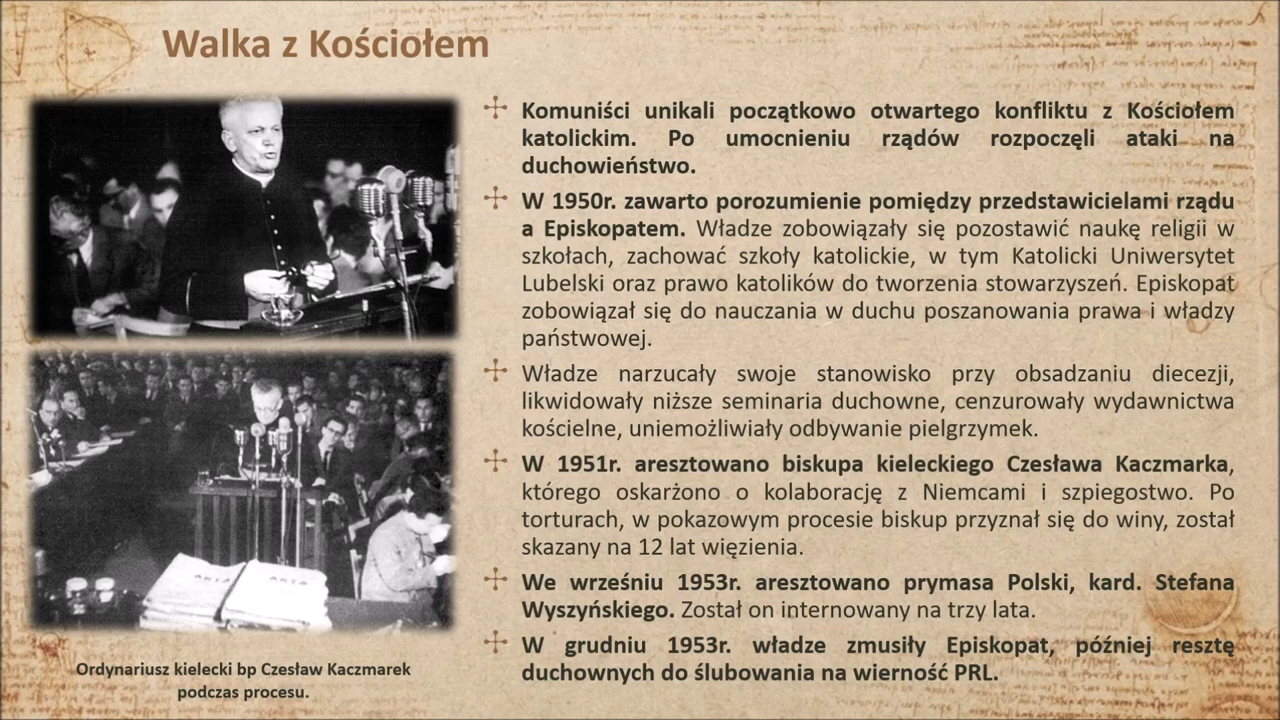 Walka z Kościołem
Komuniści unikali początkowo otwartego konfliktu z Kościołem
katolickim. Po umocnieniu rządów rozpoczęli ataki na
duchowieństwo.
W 1950r. zawarto porozumienie pomiędzy przedstawicielami rządu
a Episkopatem. Władze zobowiązały się pozostawić naukę religii w
szkołach, zachować szkoły katolickie, w tym Katolicki Uniwersytet
Lubelski oraz prawo katolików do tworzenia stowarzyszeń. Episkopat
zobowiązał się do nauczania w duchu poszanowania prawa i władzy
państwowej.
Władze narzucały swoje stanowisko przy obsadzaniu diecezji,
likwidowały niższe seminaria duchowne, cenzurowały wydawnictwa
kościelne, uniemożliwiały odbywanie pielgrzymek.
W 1951r. aresztowano biskupa kieleckiego Czesława Kaczmarka,
którego oskarżono o kolaborację z Niemcami i szpiegostwo. Po
torturach, w pokazowym procesie biskup przyznał się do winy, został
skazany na 12 lat więzienia.
We wrześniu 1953r. aresztowano prymasa Polski, kard. Stefana
Wyszyńskiego. Został on internowany na trzy lata.
W grudniu 1953r. władze zmusiły Episkopat, później resztę
duchownych do ślubowania na wierność PRL.
AKTA
AKTA
Ordynariusz kielecki bp Czesław Kaczmarek
podczas procesu.